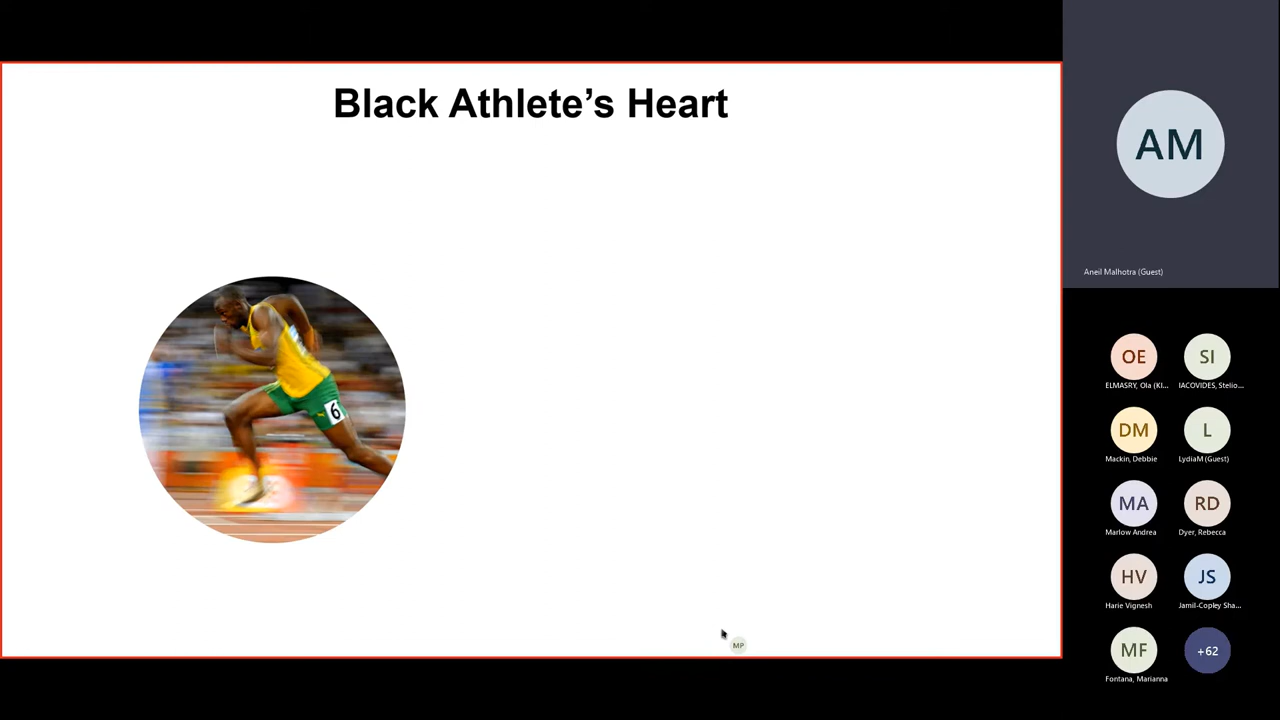 Black Athlete's Heart
6
MP
AM
Aneil Malhotra (Guest)
OE
SI
ELMASRY, Ola (KI...
IACOVIDES, Stelio...
DM
L
Mackin, Debbie
LydiaM (Guest)
MA
RD
Marlow Andrea
Dyer, Rebecca
HV
JS
Harie Vignesh
Jamil-Copley Sha...
MF
+62
Fontana, Marianna